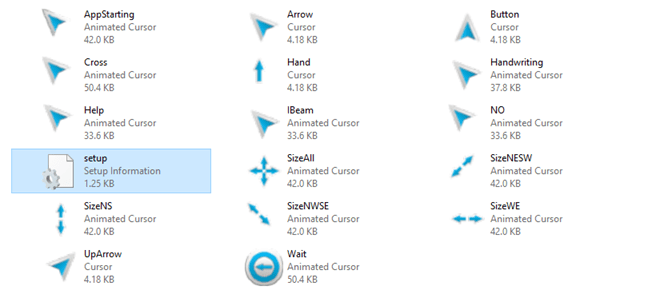 AppStarting
Animated Cursor
42.0 KB
Arrow
Cursor
4.18 KB
Button
Cursor
4.18 KB
Cross
Animated Cursor
50.4 KB
Hand
Cursor
4.18 KB
Handwriting
Animated Cursor
37.8 KB
Help
Animated Cursor
33.6 KB
IBeam
Animated Cursor
33.6 KB
NO
Animated Cursor
33.6 KB
setup
Setup Information
1.25 KB
SizeAll
Animated Cursor
42.0 KB
SizeNESW
Animated Cursor
42.0 KB
SizeNS
Animated Cursor
42.0 KB
SizeNWSE
Animated Cursor
42.0 KB
SizeWE
Animated Cursor
42.0 KB
UpArrow
Cursor
4.18 KB
Wait
Animated Cursor
50.4 KB